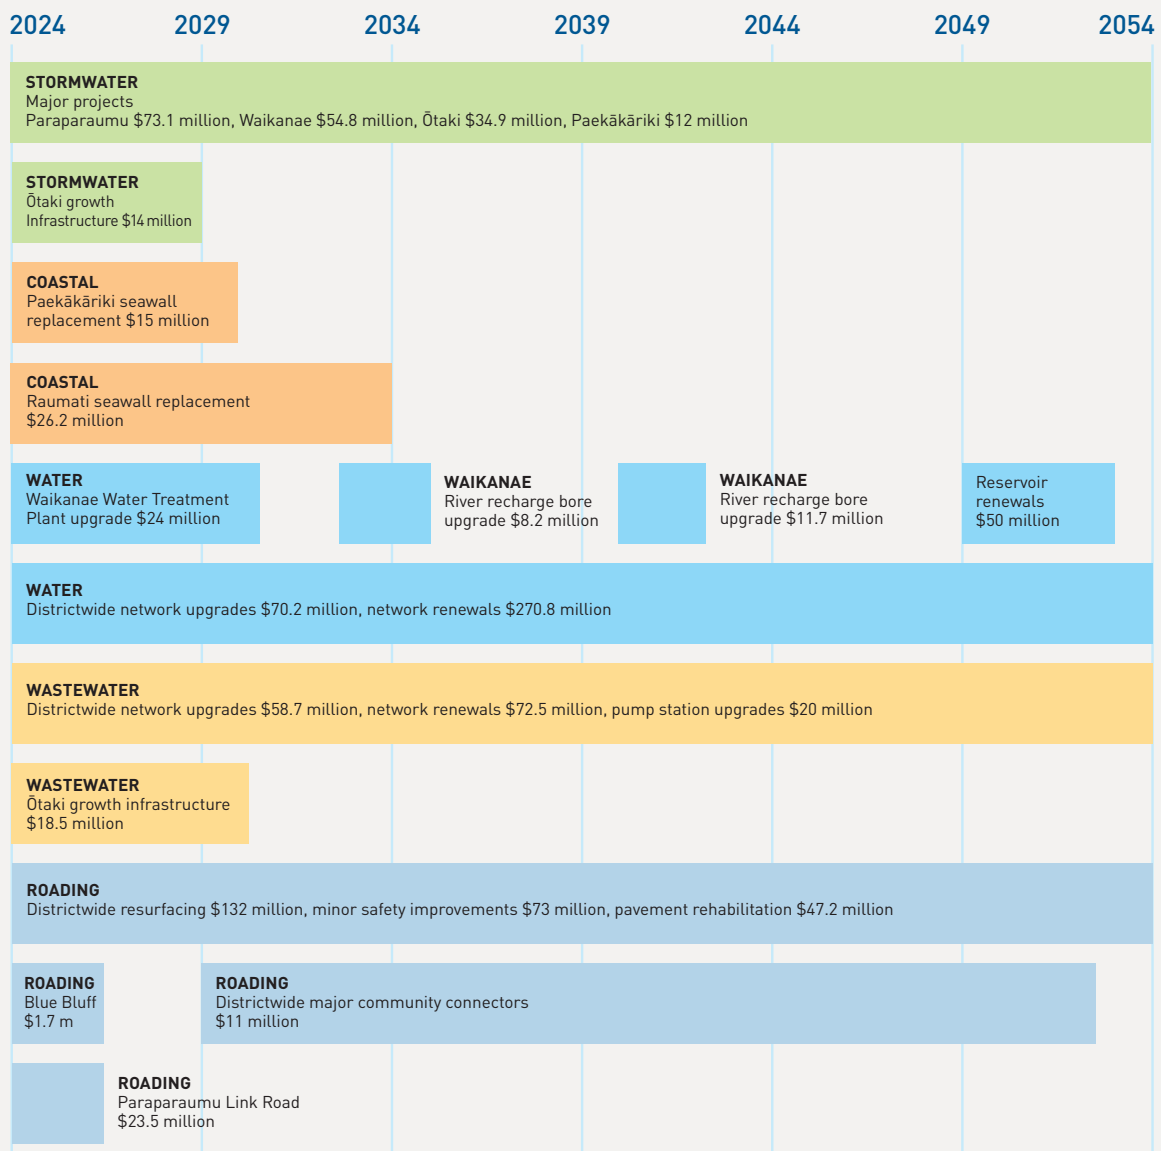 2024 2029 2034 2039 2044 2049 2054
STORMWATER
Major projects
Paraparaumu $73.1 million, Waikanae $54.8 million, Ōtaki $34.9 million, Paekākāriki $12 million
STORMWATER
Ōtaki growth
Infrastructure $14 million
COASTAL
Paekākāriki seawall
replacement $15 million
COASTAL
Raumati seawall replacement
$26.2 million
WATER
Waikanae Water Treatment
Plant upgrade $24 million
WAIKANAE
River recharge bore
upgrade $8.2 million
WAIKANAE
River recharge bore
upgrade $11.7 million
Reservoir
renewals
$50 million
WATER
Districtwide network upgrades $70.2 million, network renewals $270.8 million
WASTEWATER
Districtwide network upgrades $58.7 million, network renewals $72.5 million, pump station upgrades $20 million
WASTEWATER
Ōtaki growth infrastructure
$18.5 million
ROADING
Districtwide resurfacing $132 million, minor safety improvements $73 million, pavement rehabilitation $47.2 million
ROADING
Blue Bluff
$1.7 m
ROADING
Districtwide major community connectors
$11 million
ROADING
Paraparaumu Link Road
$23.5 million